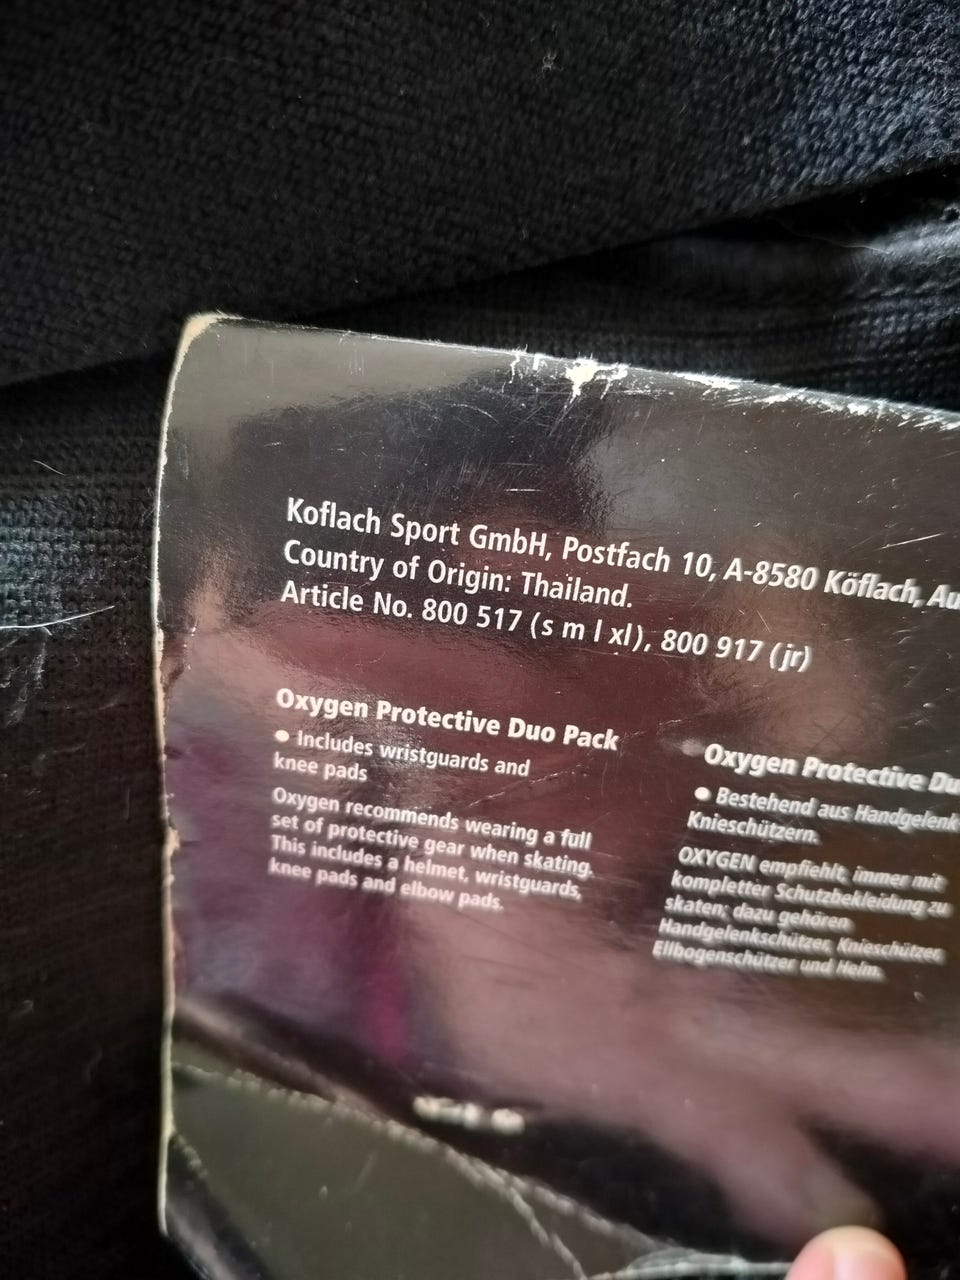 Koflach Sport GmbH, Postfach 10, A-8580 Köflach, Au
Country of Origin: Thailand.
Article No. 800 517 (s m l xl), 800 917 (jr)
Oxygen Protective Duo Pack
• Includes wristguards and
knee pads
Oxygen recommends wearing a full
set of protective gear when skating.
This includes a helmet, wristguards,
knee pads and elbow pads.
Oxygen Protective Du
• Bestehend aus Handgelenk
Knieschützern.
OXYGEN empfiehlt, immer mit
kompletter Schutzbekleidung zu
skaten; dazu gehören
Handgelenkschützer, Knieschützer,
Ellbogenschützer und Helm.